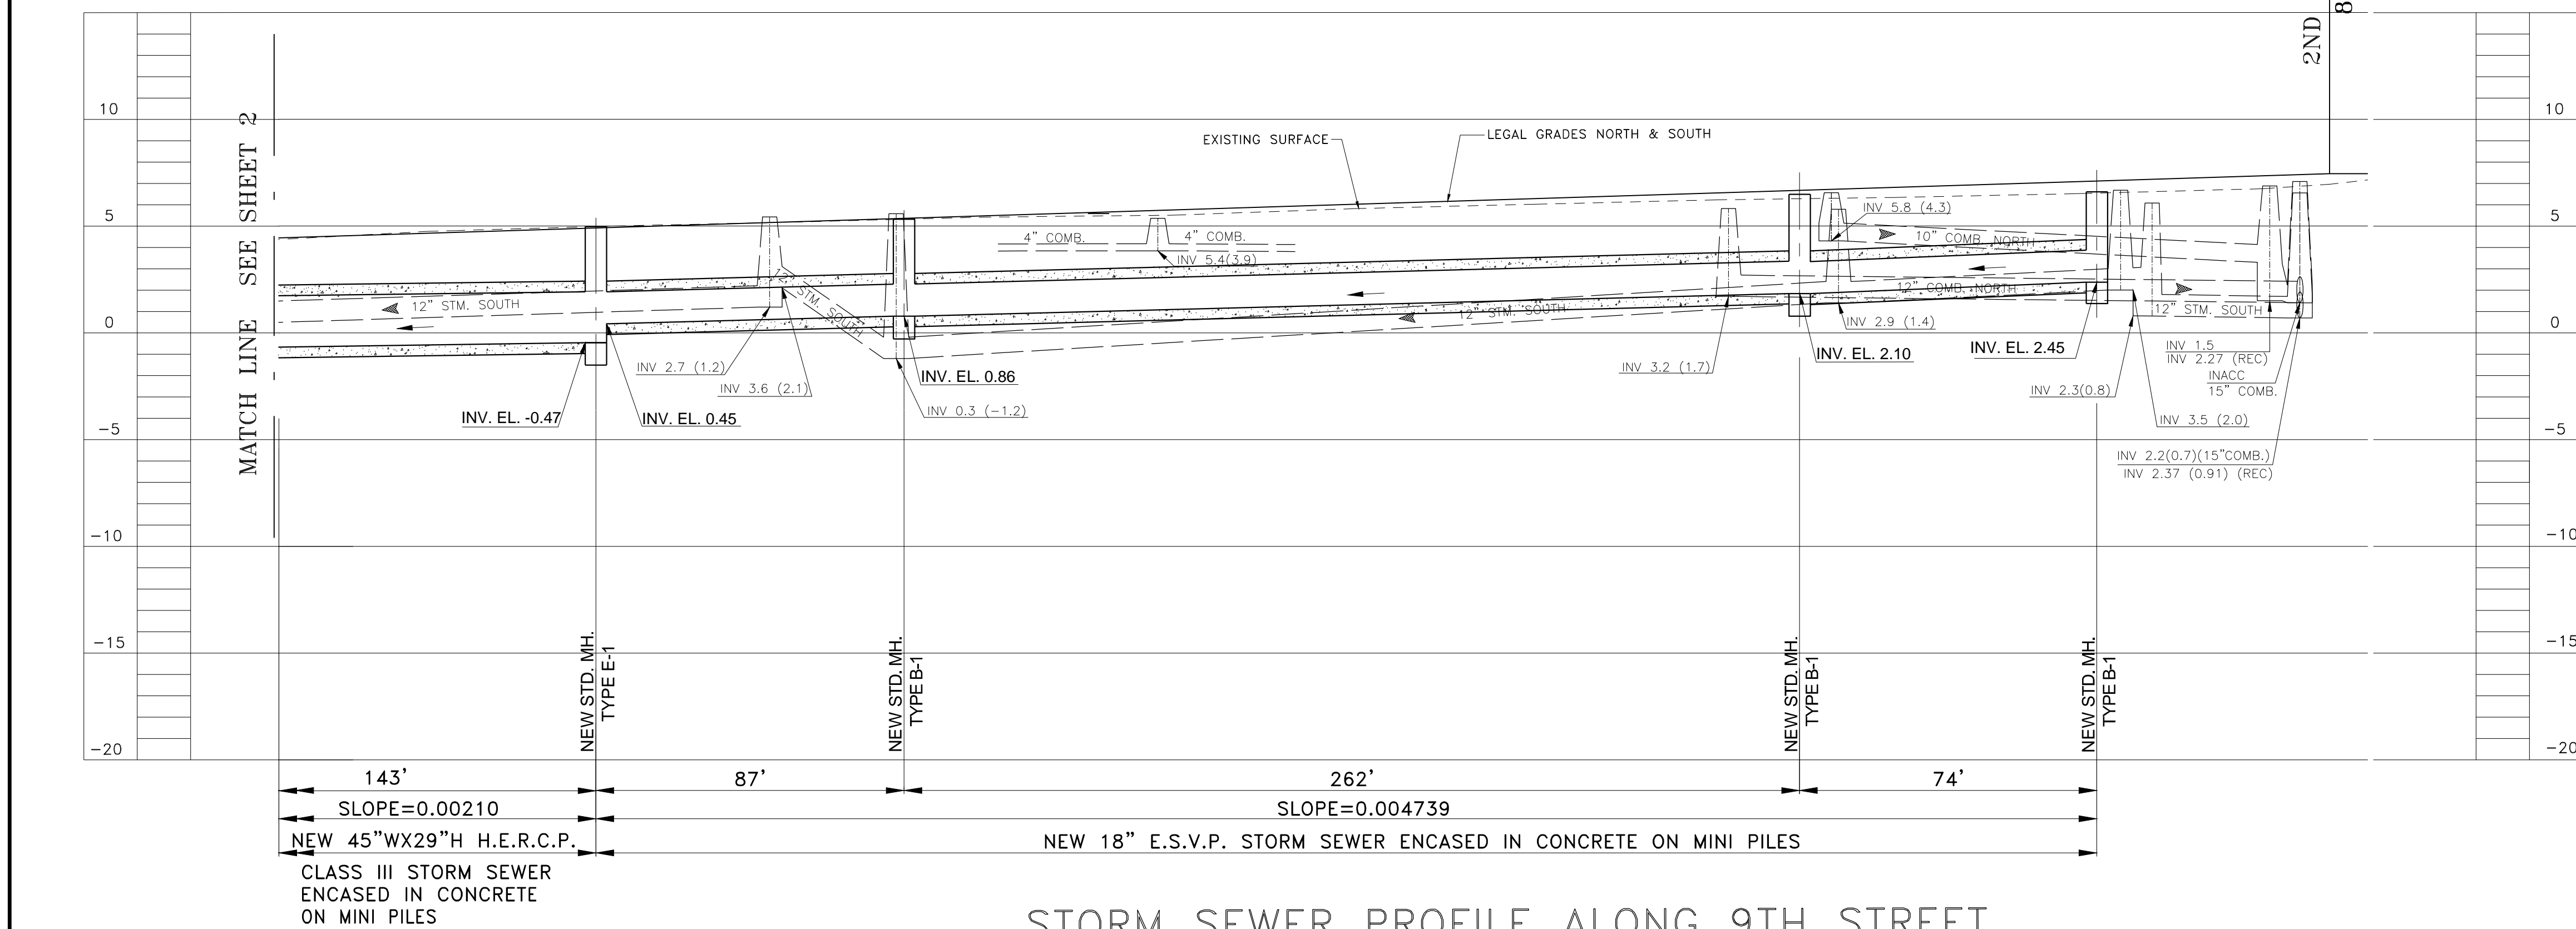 2ND
8
10
5
0
-5
-10
-15
-20
MATCH LINE SEE SHEET 2
EXISTING SURFACE
LEGAL GRADES NORTH & SOUTH
4" COMB.
4" COMB.
INV 5.4(3.9)
INV 5.8 (4.3)
10" COMB. NORTH
12" STM. SOUTH
12" STM. SOUTH
12" STM. SOUTH
12" COMB. NORTH
12" STM. SOUTH
INV 2.7 (1.2)
INV 3.6 (2.1)
INV. EL. -0.47
INV. EL. 0.45
INV. EL. 0.86
INV 0.3 (-1.2)
INV 3.2 (1.7)
INV 2.9 (1.4)
INV. EL. 2.10
INV. EL. 2.45
INV 2.3(0.8)
INV 3.5 (2.0)
INV 1.5
INV 2.27 (REC)
INACC
15" COMB.
INV 2.2(0.7)(15"COMB.)
INV 2.37 (0.91) (REC)
10
5
0
-5
-10
-15
-20
NEW STD. MH.
TYPE E-1
NEW STD. MH.
TYPE B-1
NEW STD. MH.
TYPE B-1
NEW STD. MH.
TYPE B-1
143'
87'
262'
74'
SLOPE=0.00210
SLOPE=0.004739
NEW 45"WX29"H H.E.R.C.P.
CLASS III STORM SEWER
ENCASED IN CONCRETE
ON MINI PILES
NEW 18" E.S.V.P. STORM SEWER ENCASED IN CONCRETE ON MINI PILES
STORM SEWER PROFILE ALONG 9TH STREET